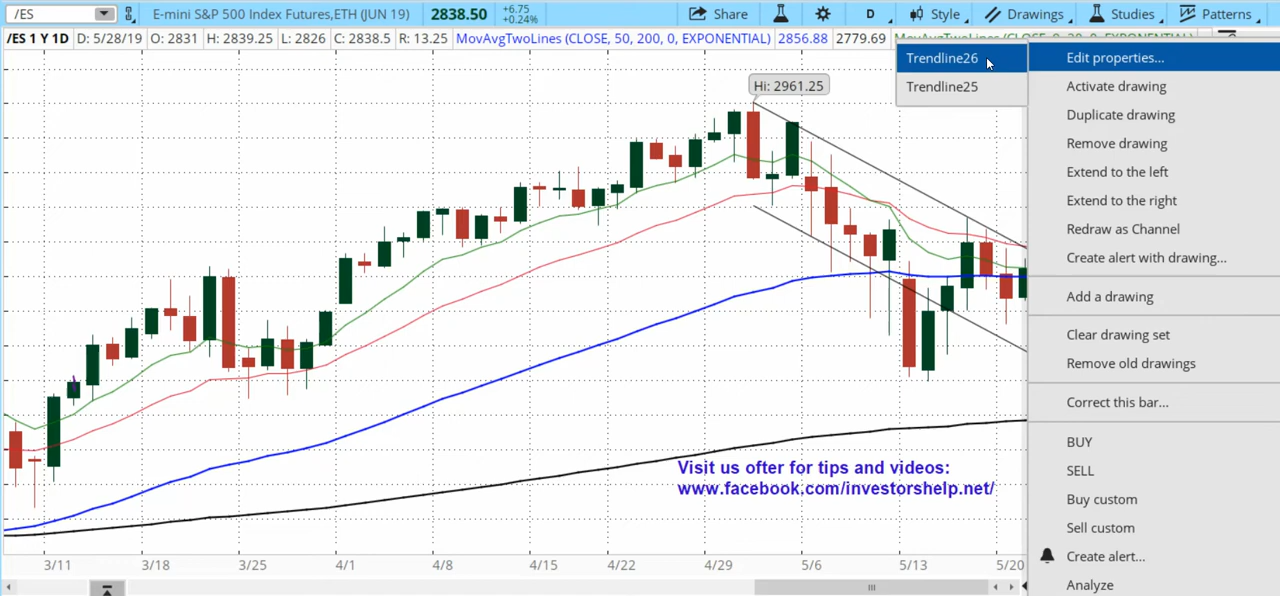 /ES E-mini S&P 500 Index Futures,ETH (JUN 19) 2838.50 +6.75 +0.24% Share D Style Drawings Studies Patterns
/ES 1 Y 1D D: 5/28/19 O: 2831 H: 2839.25 L: 2826 C: 2838.5 R: 13.25 MovAvgTwoLines (CLOSE, 50, 200, 0, EXPONENTIAL) 2856.88 2779.69
Trendline26
Trendline25
Edit properties...
Activate drawing
Duplicate drawing
Remove drawing
Extend to the left
Extend to the right
Redraw as Channel
Create alert with drawing...
Add a drawing
Clear drawing set
Remove old drawings
Correct this bar...
BUY
SELL
Buy custom
Sell custom
Create alert...
Analyze
Hi: 2961.25
Visit us ofter for tips and videos:
www.facebook.com/investorshelp.net/
3/11 3/18 3/25 4/1 4/8 4/15 4/22 4/29 5/6 5/13 5/20